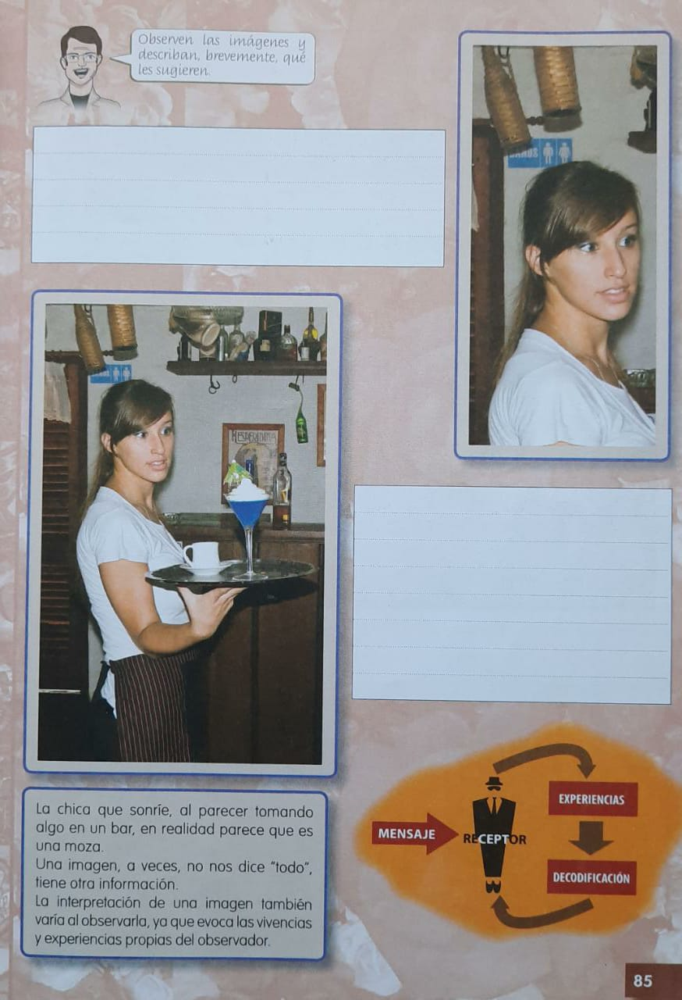 Observen las imágenes y
describan, brevemente, qué
les sugieren.
BAÑOS
HESPERIDINA
La chica que sonríe, al parecer tomando
algo en un bar, en realidad parece que es
una moza.
Una imagen, a veces, no nos dice "todo",
tiene otra información.
La interpretación de una imagen también
varía al observarla, ya que evoca las vivencias
y experiencias propias del observador.
MENSAJE
RECEPTOR
EXPERIENCIAS
DECODIFICACIÓN
85